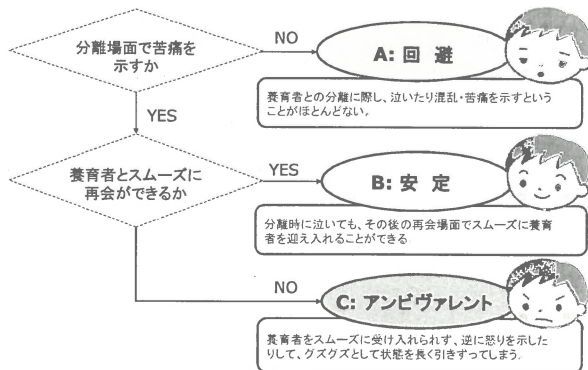 分離場面で苦痛を
示すか
NO
A: 回 避
養育者との分離に際し、泣いたり混乱・苦痛を示すという
ことがほとんどない。
YES
養育者とスムーズに
再会ができるか
YES
B: 安 定
分離時に泣いても、その後の再会場面でスムーズに養育
者を迎え入れることができる
NO
C: アンビヴァレント
養育者をスムーズに受け入れられず、逆に怒りを示した
りして、グズグズとして状態を長く引きずってしまう。